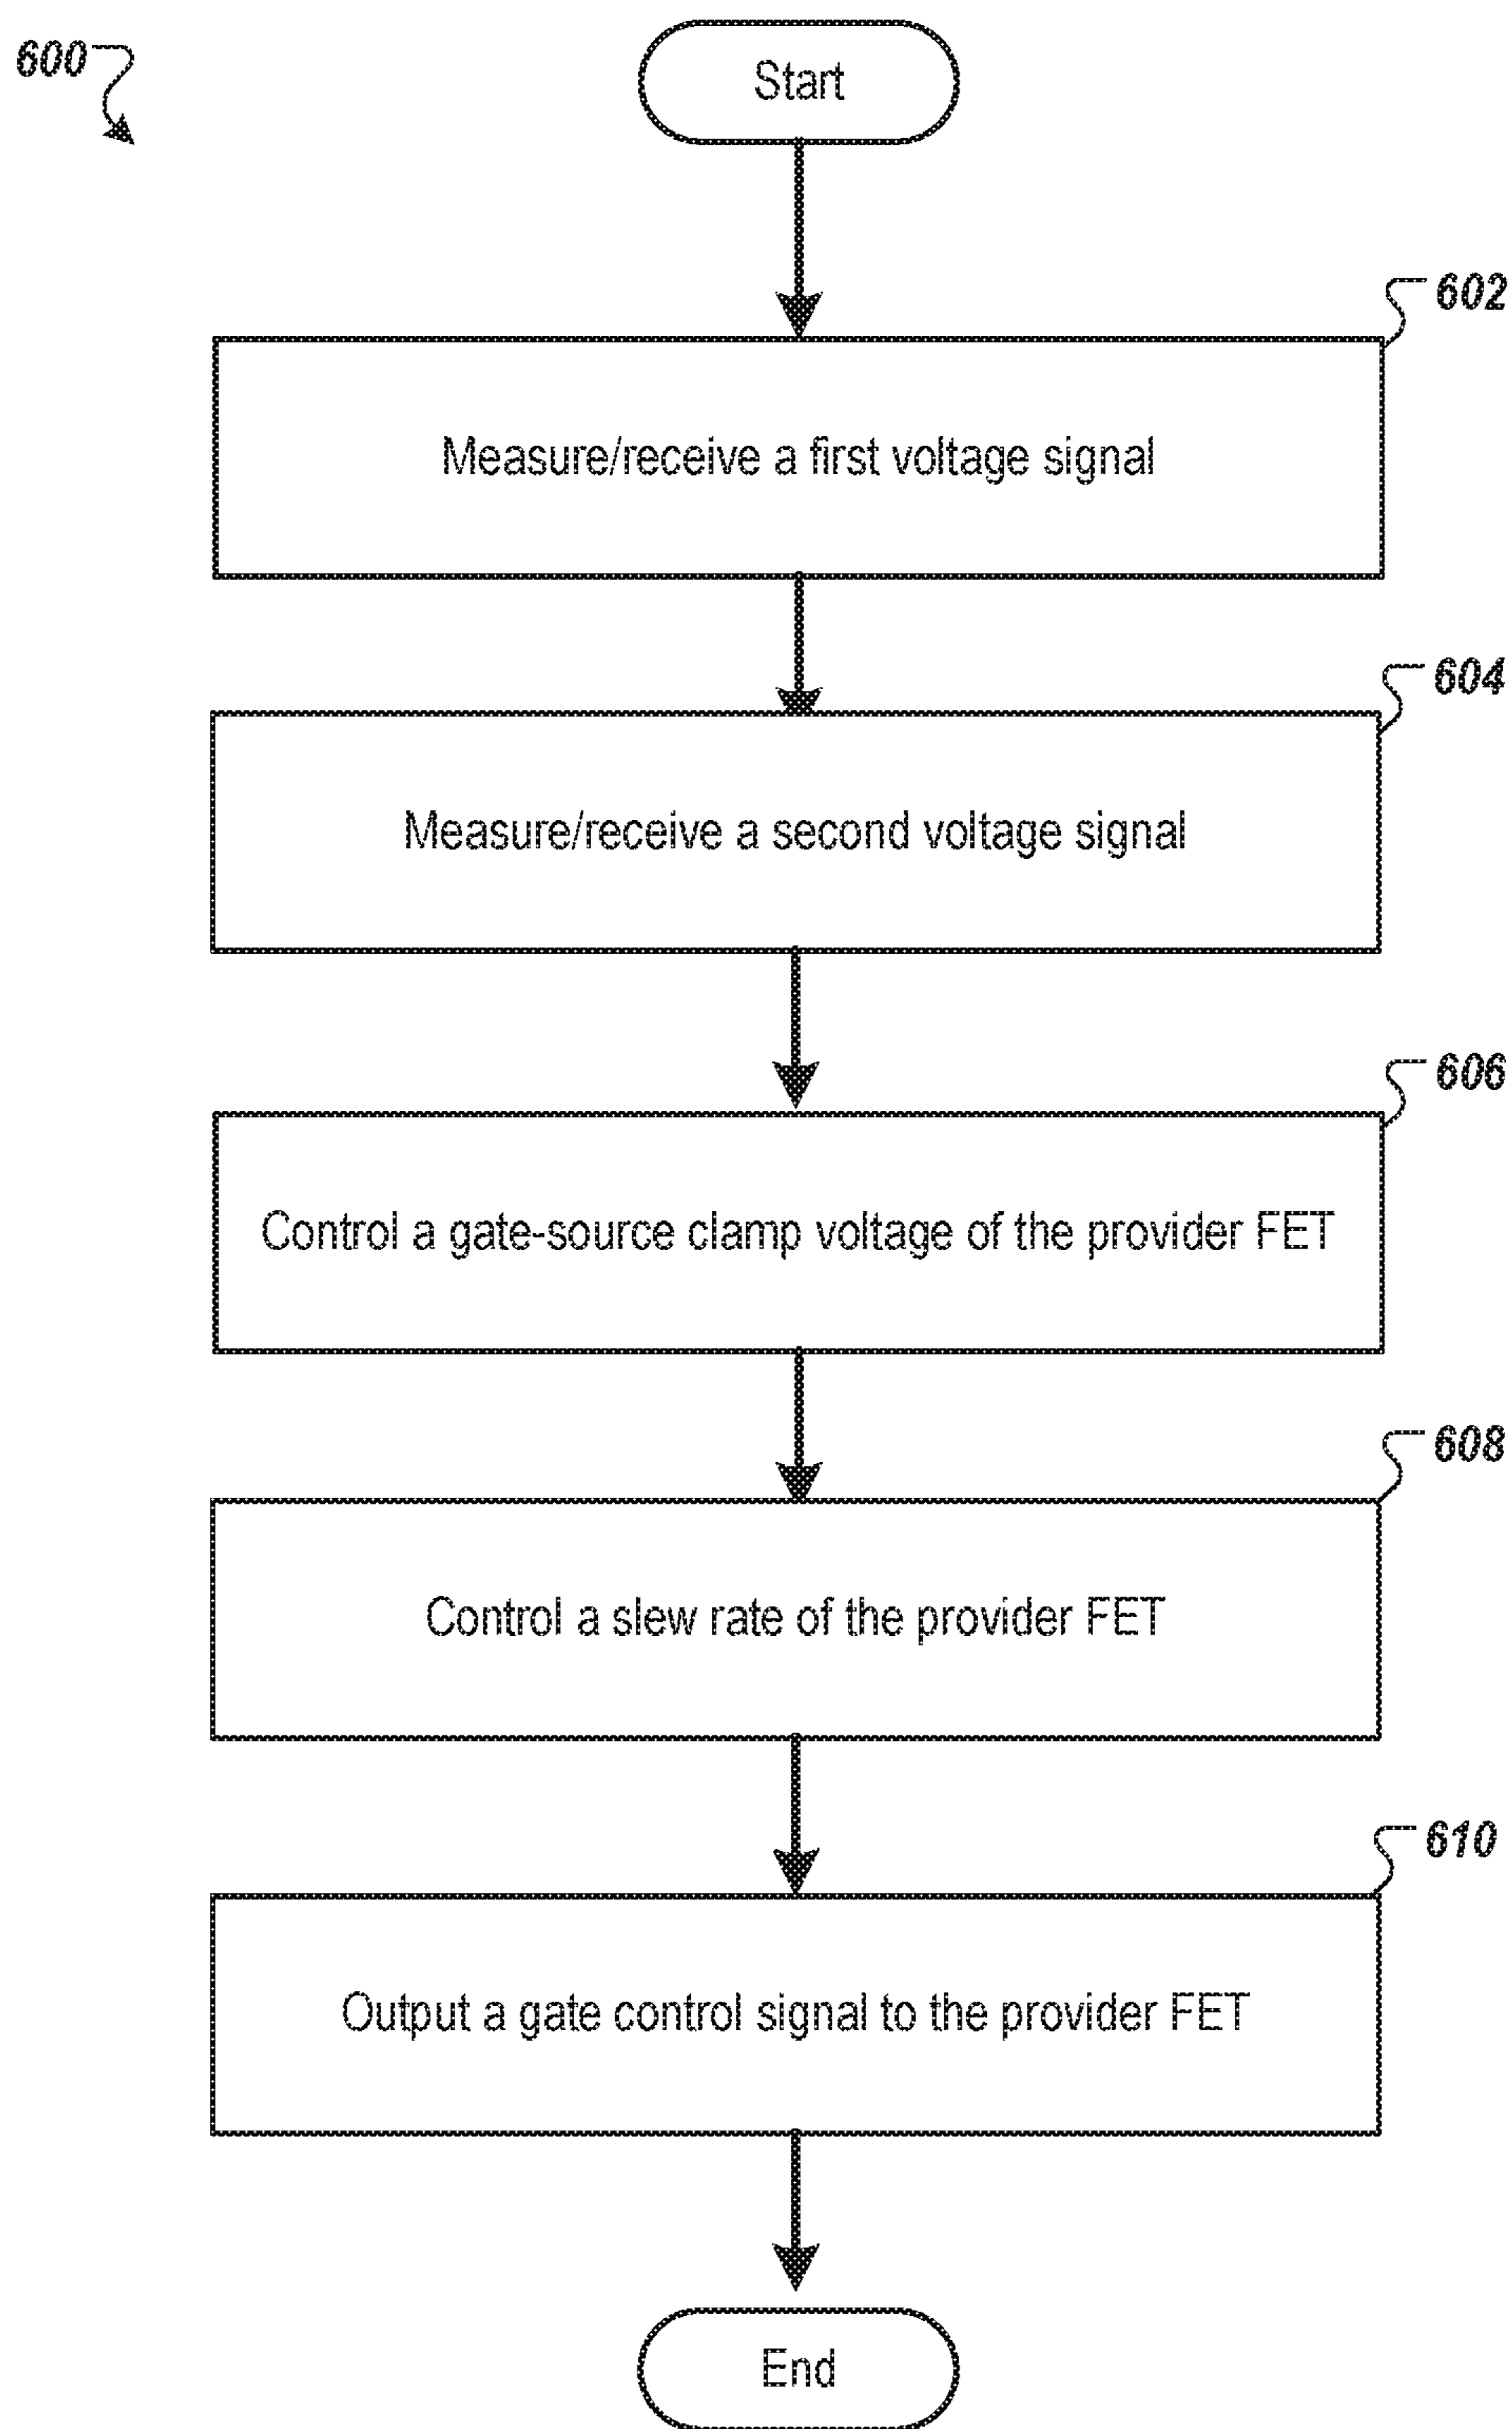 600
Start
602
Measure/receive a first voltage signal
604
Measure/receive a second voltage signal
606
Control a gate-source clamp voltage of the provider FET
608
Control a slew rate of the provider FET
610
Output a gate control signal to the provider FET
End